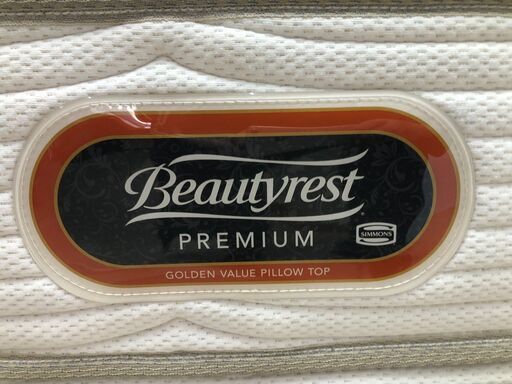 Beautyrest
PREMIUM
SIMMONS
GOLDEN VALUE PILLOW TOP